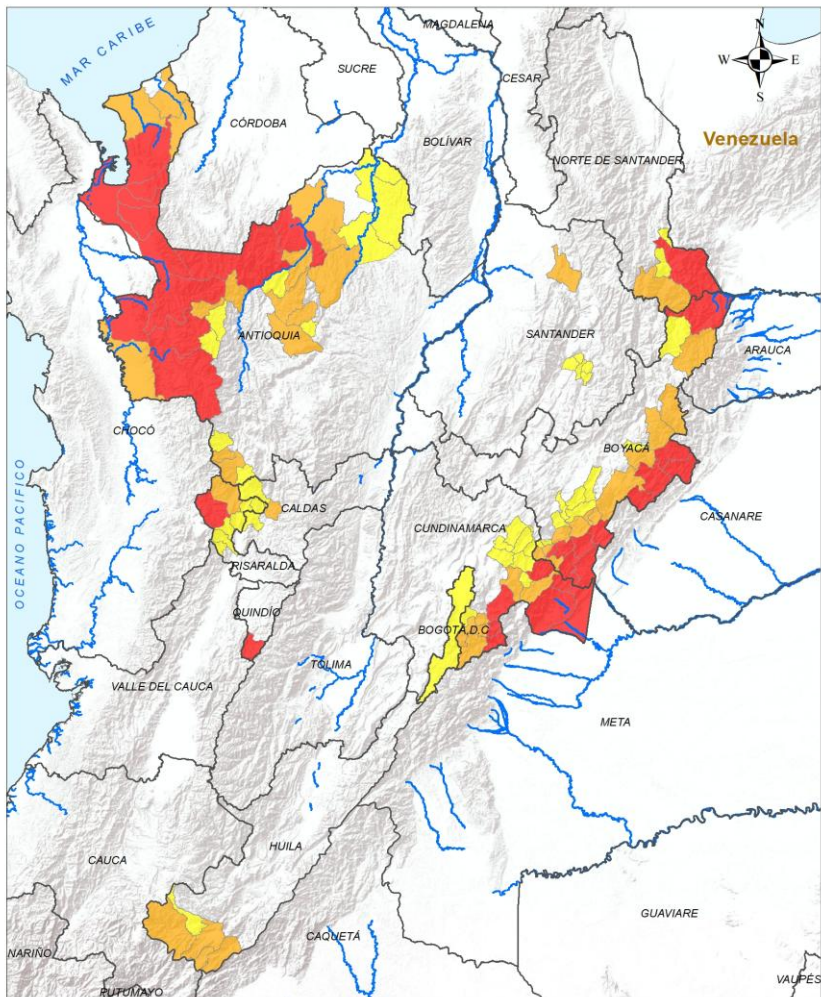 MAGDALENA
MAR CARIBE
SUCRE
CESAR
N
W
E
S
CÓRDOBA
BOLÍVAR
Venezuela
NORTE DE SANTANDER
ANTIOQUIA
SANTANDER
ARAUCA
CHOCÓ
BOYACÁ
OCEANO PACIFICO
CALDAS
CUNDINAMARCA
CASANARE
RISARALDA
QUINDÍO
BOGOTÁ, D.C
TOLIMA
VALLE DEL CAUCA
META
HUILA
CAUCA
GUAVIARE
CAQUETÁ
NARIÑO
PUTUMAYO
VAUPÉS